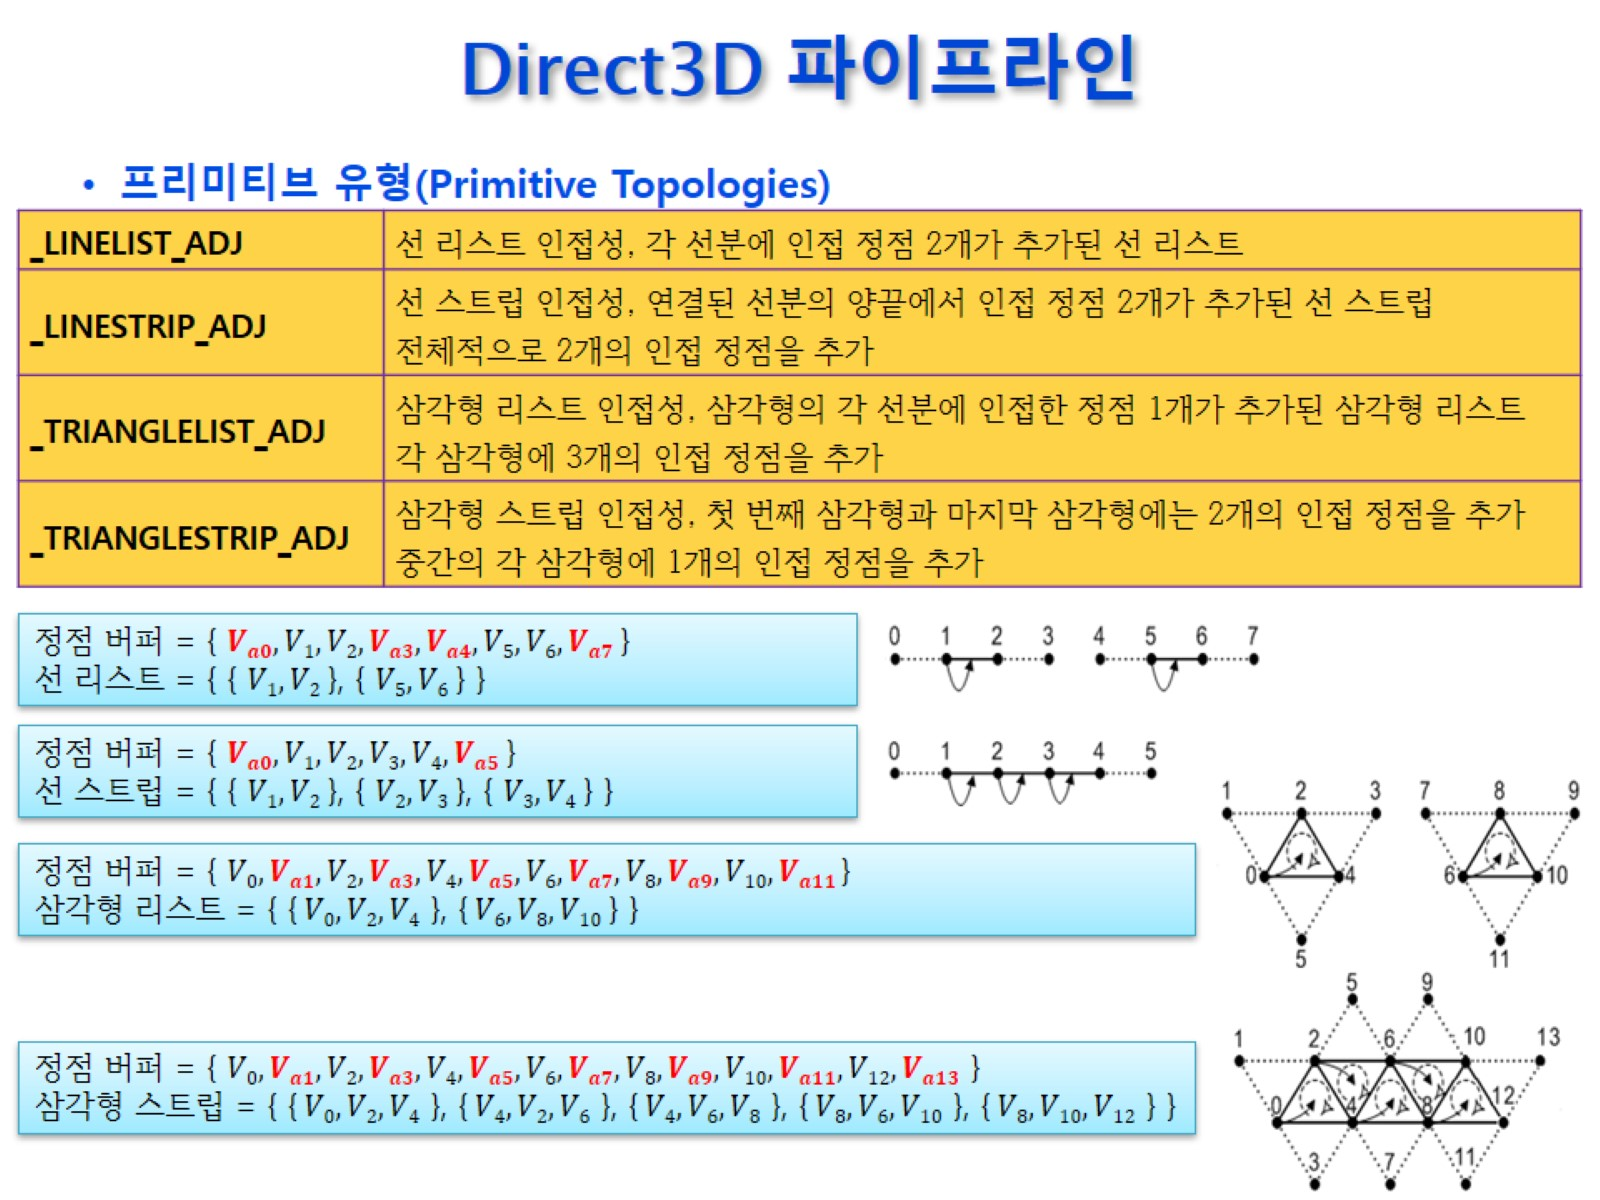 Direct3D 파이프라인
• 프리미티브 유형(Primitive Topologies)
_LINELIST_ADJ
선 리스트 인접성, 각 선분에 인접 정점 2개가 추가된 선 리스트
_LINESTRIP_ADJ
선 스트립 인접성, 연결된 선분의 양끝에서 인접 정점 2개가 추가된 선 스트립
전체적으로 2개의 인접 정점을 추가
_TRIANGLELIST_ADJ
삼각형 리스트 인접성, 삼각형의 각 선분에 인접한 정점 1개가 추가된 삼각형 리스트
각 삼각형에 3개의 인접 정점을 추가
_TRIANGLESTRIP_ADJ
삼각형 스트립 인접성, 첫 번째 삼각형과 마지막 삼각형에는 2개의 인접 정점을 추가
중간의 각 삼각형에 1개의 인접 정점을 추가
정점 버퍼 = { Va0, V1, V2, Va3, Va4, V5, V6, Va7 }
선 리스트 = { { V1, V2 }, { V5, V6 } }
0 1 2 3 4 5 6 7
정점 버퍼 = { Va0, V1, V2, V3, V4, Va5 }
선 스트립 = { { V1, V2 }, { V2, V3 }, { V3, V4 } }
0 1 2 3 4 5
정점 버퍼 = { V0, Va1, V2, Va3, V4, Va5, V6, Va7, V8, Va9, V10, Va11 }
삼각형 리스트 = { { V0, V2, V4 }, { V6, V8, V10 } }
1 2 3 7 8 9
0 4 6 10
5 11
정점 버퍼 = { V0, Va1, V2, Va3, V4, Va5, V6, Va7, V8, Va9, V10, Va11, V12, Va13 }
삼각형 스트립 = { { V0, V2, V4 }, { V4, V2, V6 }, { V4, V6, V8 }, { V8, V6, V10 }, { V8, V10, V12 } }
5 9
1 2 6 10 13
0 4 8 12
3 7 11